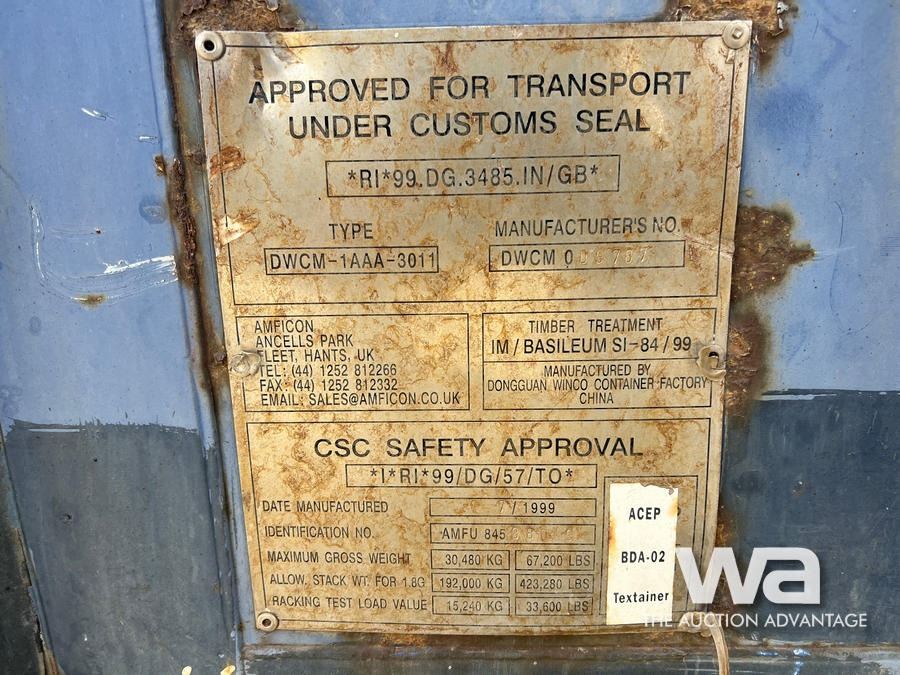 APPROVED FOR TRANSPORT
UNDER CUSTOMS SEAL
*RI*99.DG.3485.IN/GB*
TYPE
DWCM-1AAA-3011
MANUFACTURER'S NO.
DWCM 0
AMFICON
ANCELLS PARK
FLEET, HANTS, UK
TEL: (44) 1252 812266
FAX: (44) 1252 812332
EMAIL: SALES@AMFICON.CO.UK
TIMBER TREATMENT
IM/BASILEUM SI-84/99
MANUFACTURED BY
DONGGUAN WINCO CONTAINER FACTORY
CHINA
CSC SAFETY APPROVAL
*I*RI*99/DG/57/TO*
DATE MANUFACTURED 7/1999
IDENTIFICATION NO. AMFU 845
MAXIMUM GROSS WEIGHT 30,480 KG 67,200 LBS
ALLOW. STACK WT. FOR 1.8G 192,000 KG 423,280 LBS
RACKING TEST LOAD VALUE 15,240 KG 33,600 LBS
ACEP
BDA-02
Textainer
wa
THE AUCTION ADVANTAGE